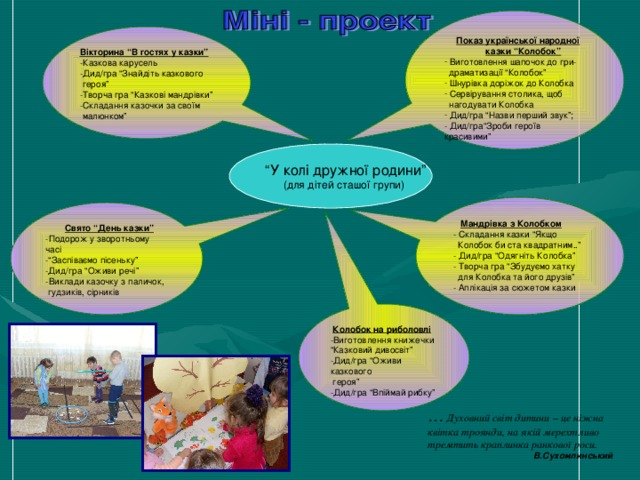 Міні - проект
Вікторина “В гостях у казки”
-Казкова карусель
-Дид/гра “Знайдіть казкового
героя”
-Творча гра “Казкові мандрівки”
-Складання казочки за своїм
малюнком”
Показ української народної
казки “Колобок”
- Виготовлення шапочок до гри-
драматизації “Колобок”
- Шнурівка доріжок до Колобка
- Сервірування столика, щоб
нагодувати Колобка
- Дид/гра “Назви перший звук”;
- Дид/гра“Зроби героїв
красивими”
“У колі дружної родини”
(для дітей сташої групи)
Свято “День казки”
-Подорож у зворотньому
часі
-“Заспіваємо пісеньку”
-Дид/гра “Оживи речі”
-Виклади казочку з паличок,
гудзиків, сірників
Мандрівка з Колобком
- Складання казки “Якщо
Колобок би ста квадратним..”
- Дид/гра “Одягніть Колобка”
- Творча гра “Збудуємо хатку
для Колобка та його друзів”
- Аплікація за сюжетом казки
Колобок на риболовлі
-Виготовлення книжечки
“Казковий дивосвіт”
-Дид/гра “Оживи
казкового
героя”
-Дид/гра “Впіймай рибку”
… Духовний світ дитини – це ніжна
квітка троянди, на якій мерехтливо
тремтить краплинка ранкової роси.
В.Сухомлинський